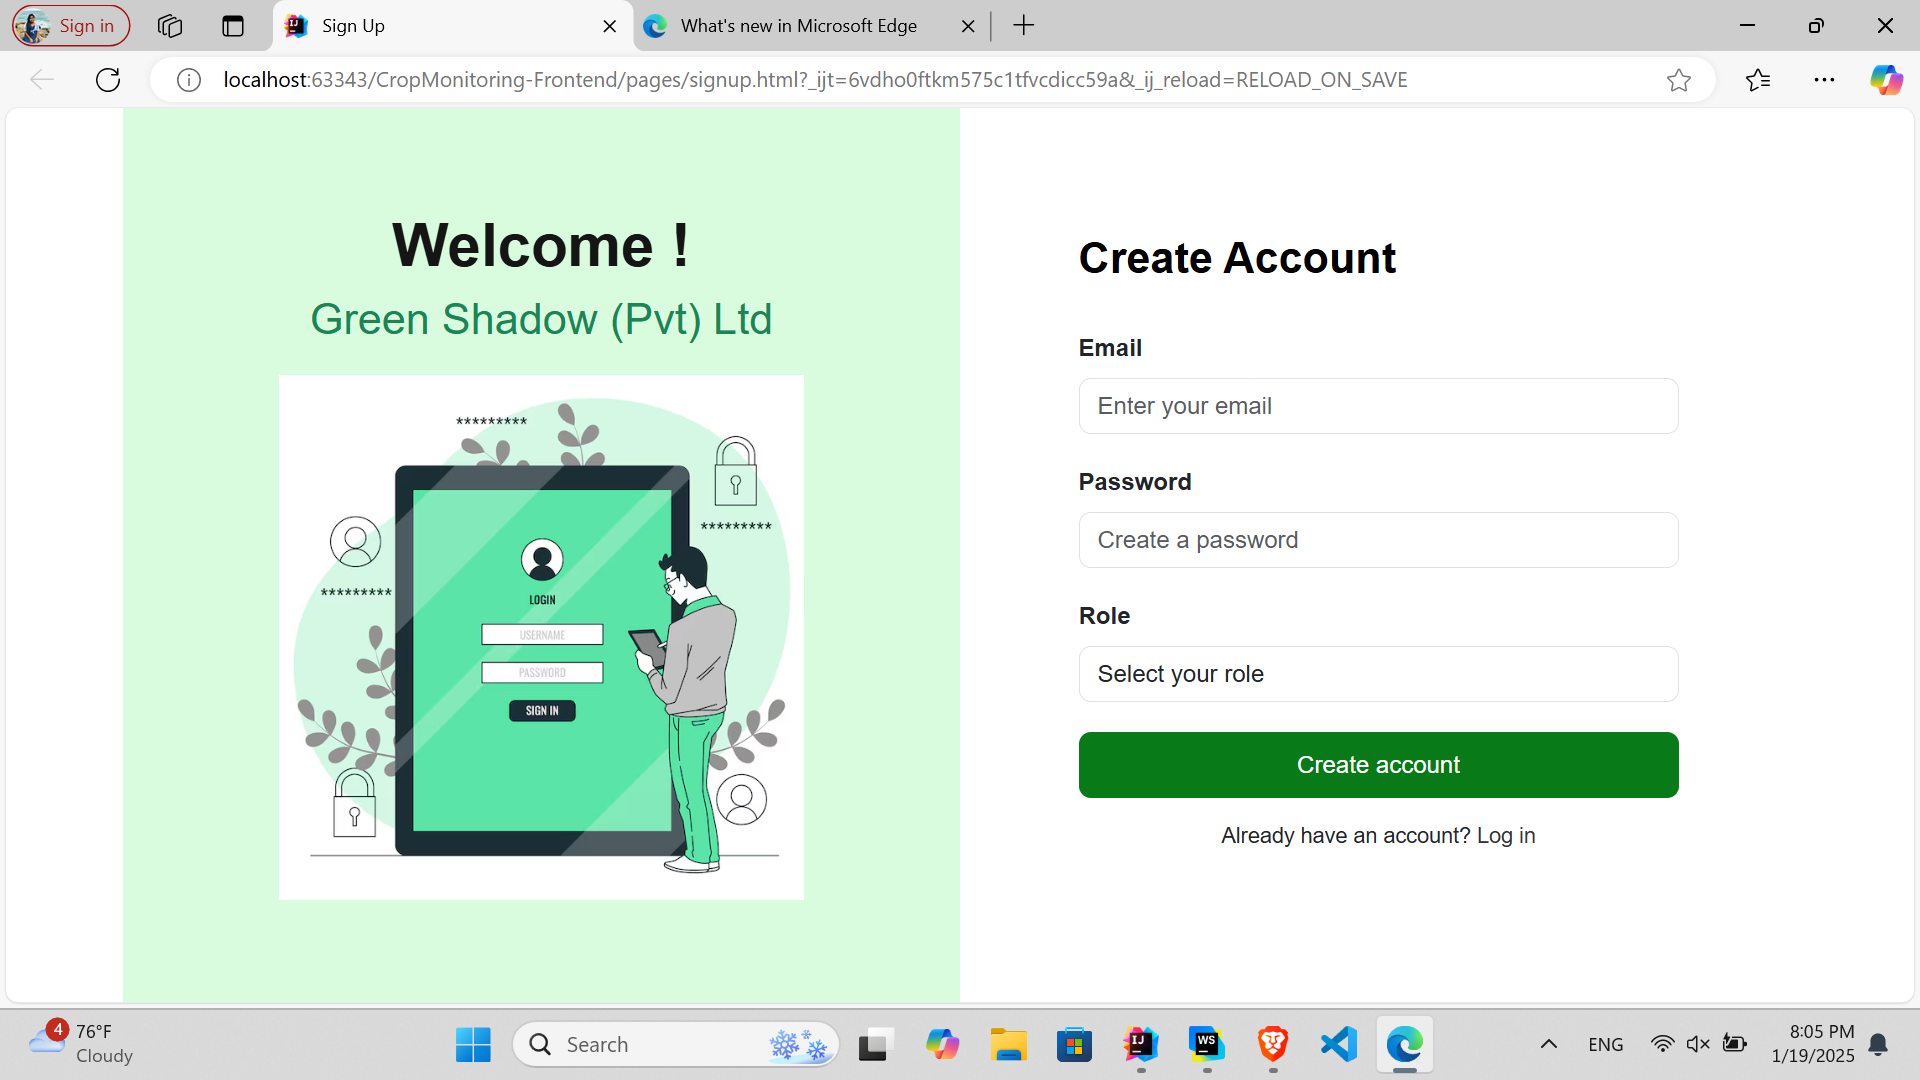 Sign in
Sign Up
What's new in Microsoft Edge
localhost:63343/CropMonitoring-Frontend/pages/signup.html?_ijt=6vdho0ftkm575c1tfvcdicc59a&_ij_reload=RELOAD_ON_SAVE
Welcome !
Green Shadow (Pvt) Ltd
*********
*********
*********
LOGIN
USERNAME
PASSWORD
SIGN IN
Create Account
Email
Enter your email
Password
Create a password
Role
Select your role
Create account
Already have an account? Log in
4
76°F
Cloudy
Search
IJ
WS
ENG
8:05 PM
1/19/2025